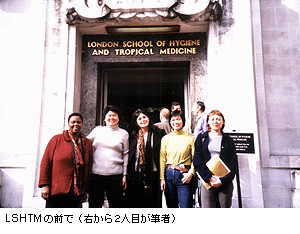 LONDON SCHOOL OF HYGIENE
AND TROPICAL MEDICINE
LSHTMの前で（右から2人目が筆者）